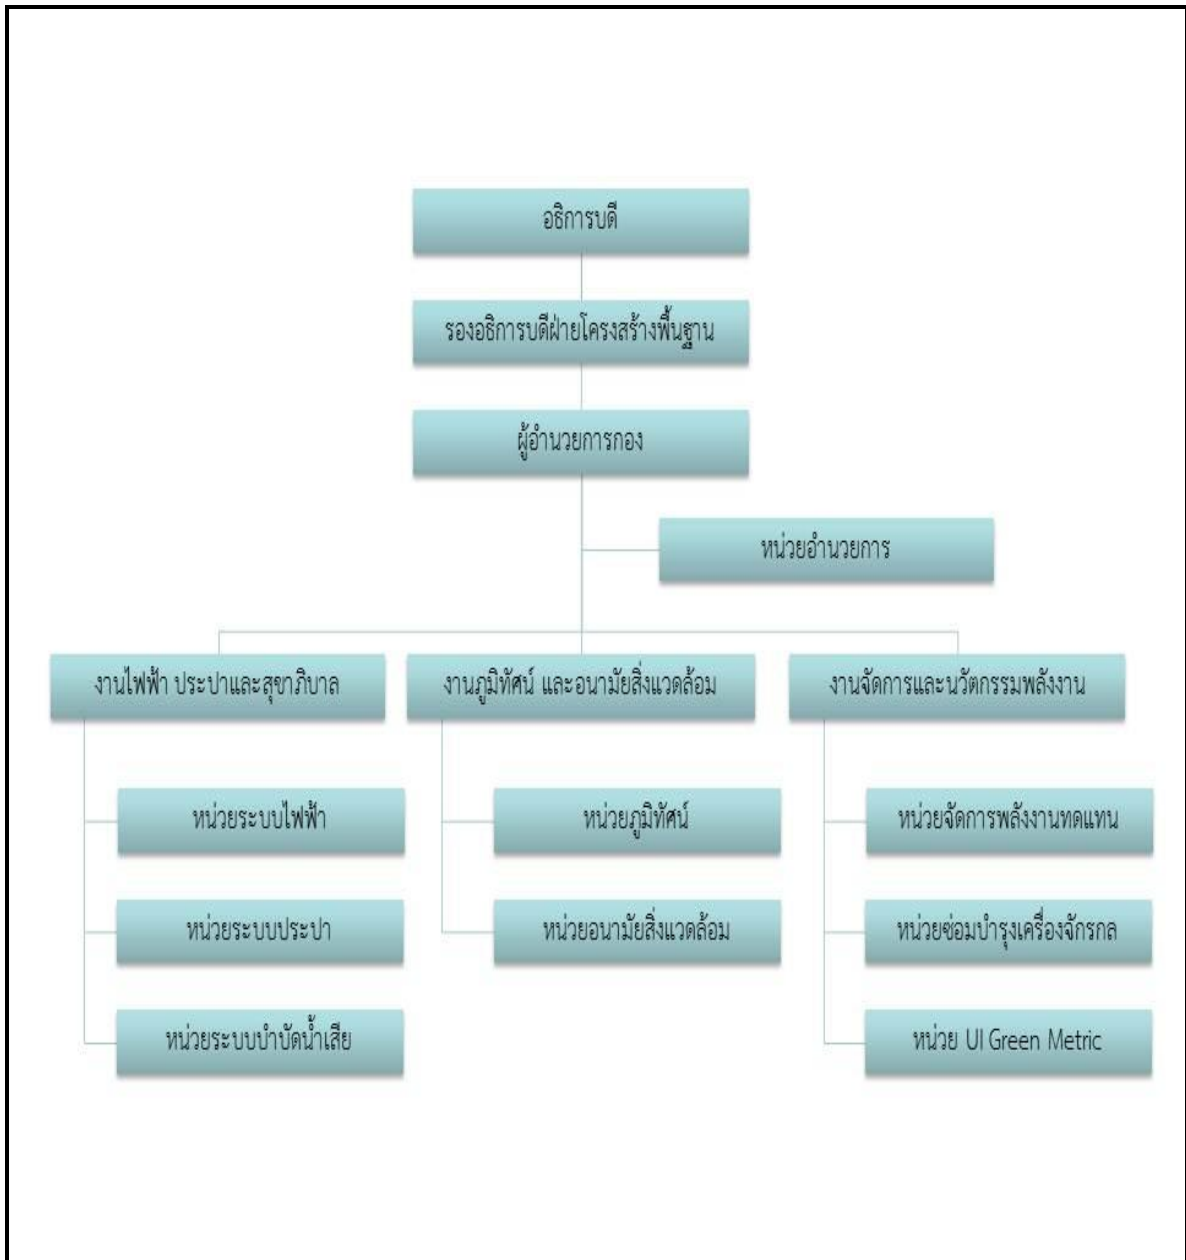 อธิการบดี
รองอธิการบดีฝ่ายโครงสร้างพื้นฐาน
ผู้อำนวยการกอง
หน่วยอำนวยการ
งานไฟฟ้า ประปาและสุขาภิบาล
งานภูมิทัศน์ และอนามัยสิ่งแวดล้อม
งานจัดการและนวัตกรรมพลังงาน
หน่วยระบบไฟฟ้า
หน่วยภูมิทัศน์
หน่วยจัดการพลังงานทดแทน
หน่วยระบบประปา
หน่วยอนามัยสิ่งแวดล้อม
หน่วยซ่อมบำรุงเครื่องจักรกล
หน่วยระบบบำบัดน้ำเสีย
หน่วย UI Green Metric